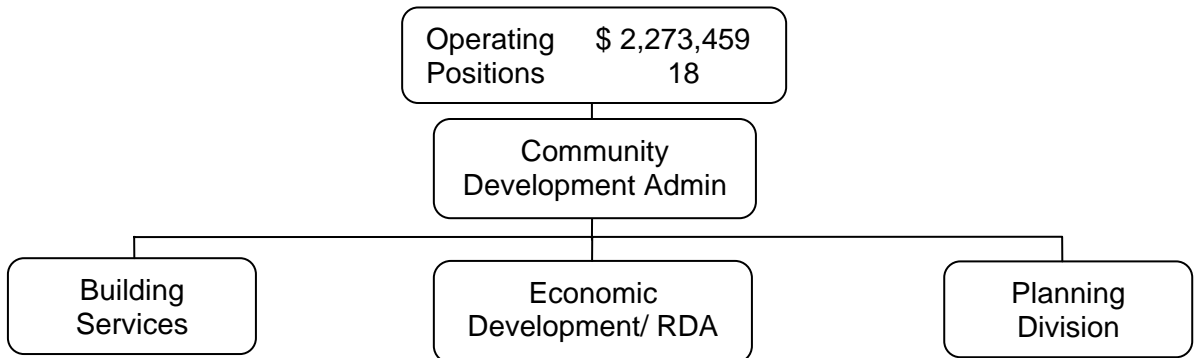 Operating $ 2,273,459
Positions 18
Community
Development Admin
Building
Services
Economic
Development/ RDA
Planning
Division